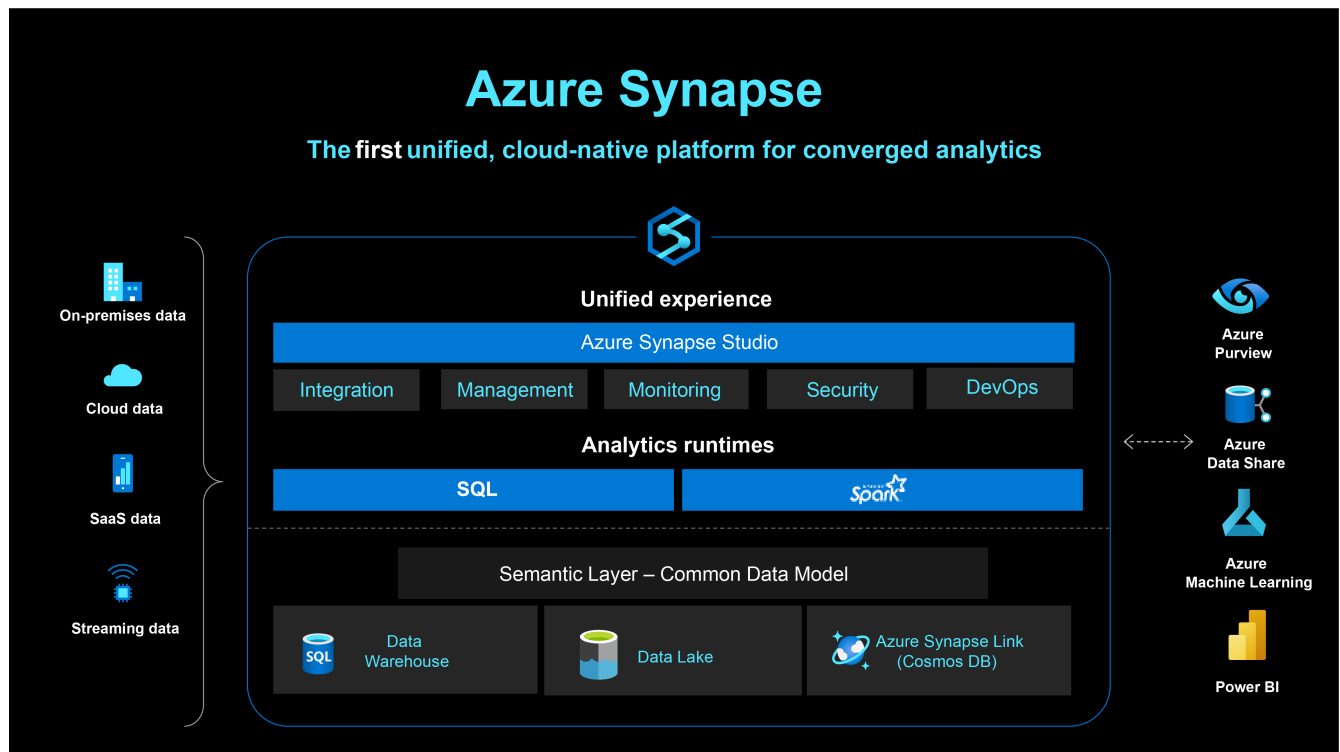 Azure Synapse
The first unified, cloud-native platform for converged analytics
On-premises data
Cloud data
SaaS data
Streaming data
Unified experience
Azure Synapse Studio
Integration
Management
Monitoring
Security
DevOps
Analytics runtimes
SQL
APACHE
Spark
Semantic Layer – Common Data Model
SQL
Data
Warehouse
Data Lake
Azure Synapse Link
(Cosmos DB)
Azure
Purview
Azure
Data Share
Azure
Machine Learning
Power BI